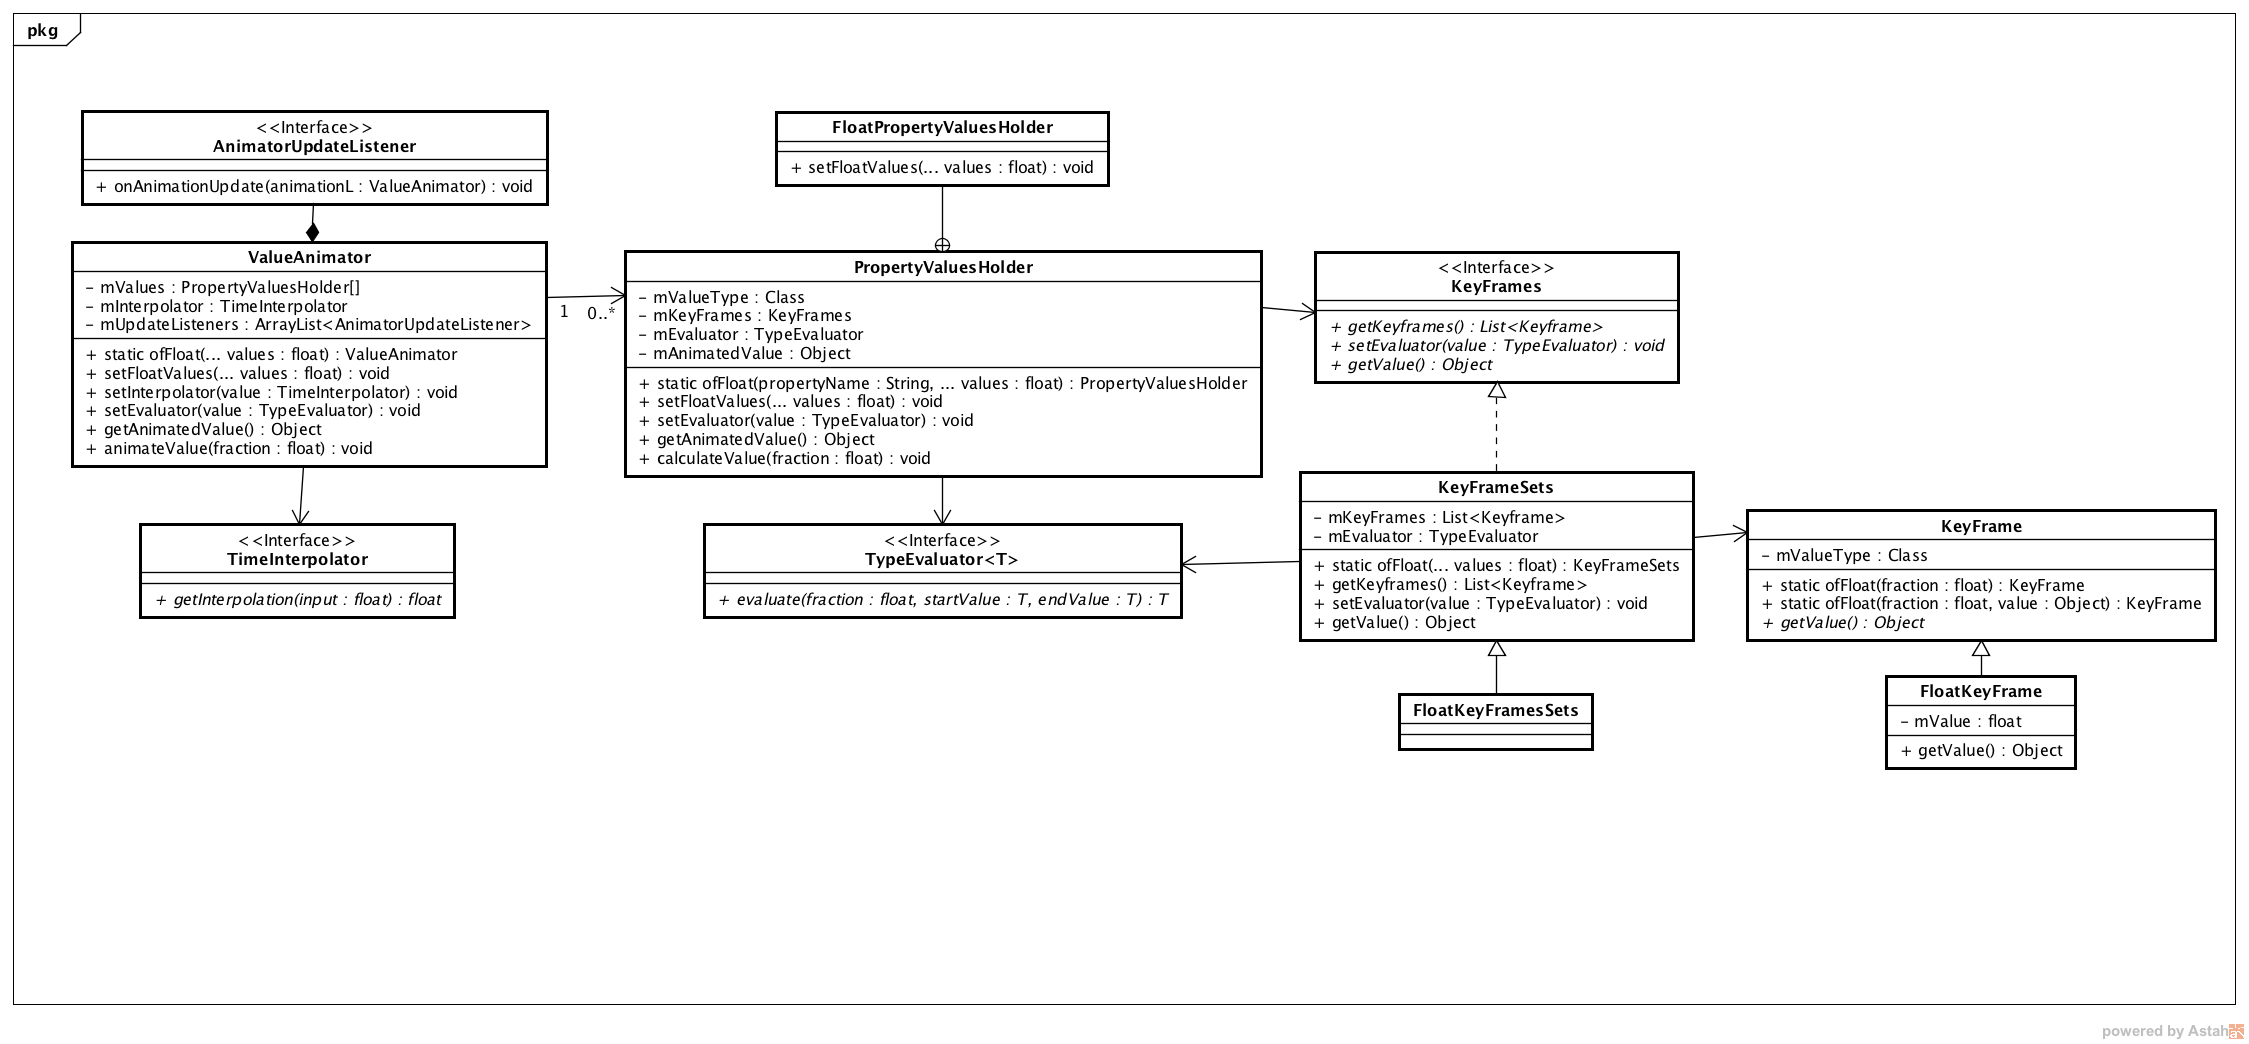 pkg
<<Interface>>
AnimatorUpdateListener
+ onAnimationUpdate(animationL : ValueAnimator) : void
ValueAnimator
- mValues : PropertyValuesHolder[]
- mInterpolator : TimeInterpolator
- mUpdateListeners : ArrayList<AnimatorUpdateListener>
+ static ofFloat(... values : float) : ValueAnimator
+ setFloatValues(... values : float) : void
+ setInterpolator(value : TimeInterpolator) : void
+ setEvaluator(value : TypeEvaluator) : void
+ getAnimatedValue() : Object
+ animateValue(fraction : float) : void
1
0..*
<<Interface>>
TimeInterpolator
+ getInterpolation(input : float) : float
FloatPropertyValuesHolder
+ setFloatValues(... values : float) : void
PropertyValuesHolder
- mValueType : Class
- mKeyFrames : KeyFrames
- mEvaluator : TypeEvaluator
- mAnimatedValue : Object
+ static ofFloat(propertyName : String, ... values : float) : PropertyValuesHolder
+ setFloatValues(... values : float) : void
+ setEvaluator(value : TypeEvaluator) : void
+ getAnimatedValue() : Object
+ calculateValue(fraction : float) : void
<<Interface>>
TypeEvaluator<T>
+ evaluate(fraction : float, startValue : T, endValue : T) : T
<<Interface>>
KeyFrames
+ getKeyframes() : List<Keyframe>
+ setEvaluator(value : TypeEvaluator) : void
+ getValue() : Object
KeyFrameSets
- mKeyFrames : List<Keyframe>
- mEvaluator : TypeEvaluator
+ static ofFloat(... values : float) : KeyFrameSets
+ getKeyframes() : List<Keyframe>
+ setEvaluator(value : TypeEvaluator) : void
+ getValue() : Object
FloatKeyFramesSets
KeyFrame
- mValueType : Class
+ static ofFloat(fraction : float) : KeyFrame
+ static ofFloat(fraction : float, value : Object) : KeyFrame
+ getValue() : Object
FloatKeyFrame
- mValue : float
+ getValue() : Object
powered by Astah